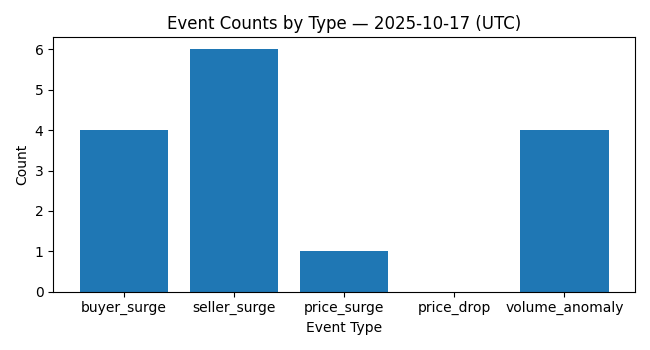 Event Counts by Type — 2025-10-17 (UTC)
Count
6
5
4
3
2
1
0
buyer_surge
seller_surge
price_surge
price_drop
volume_anomaly
Event Type